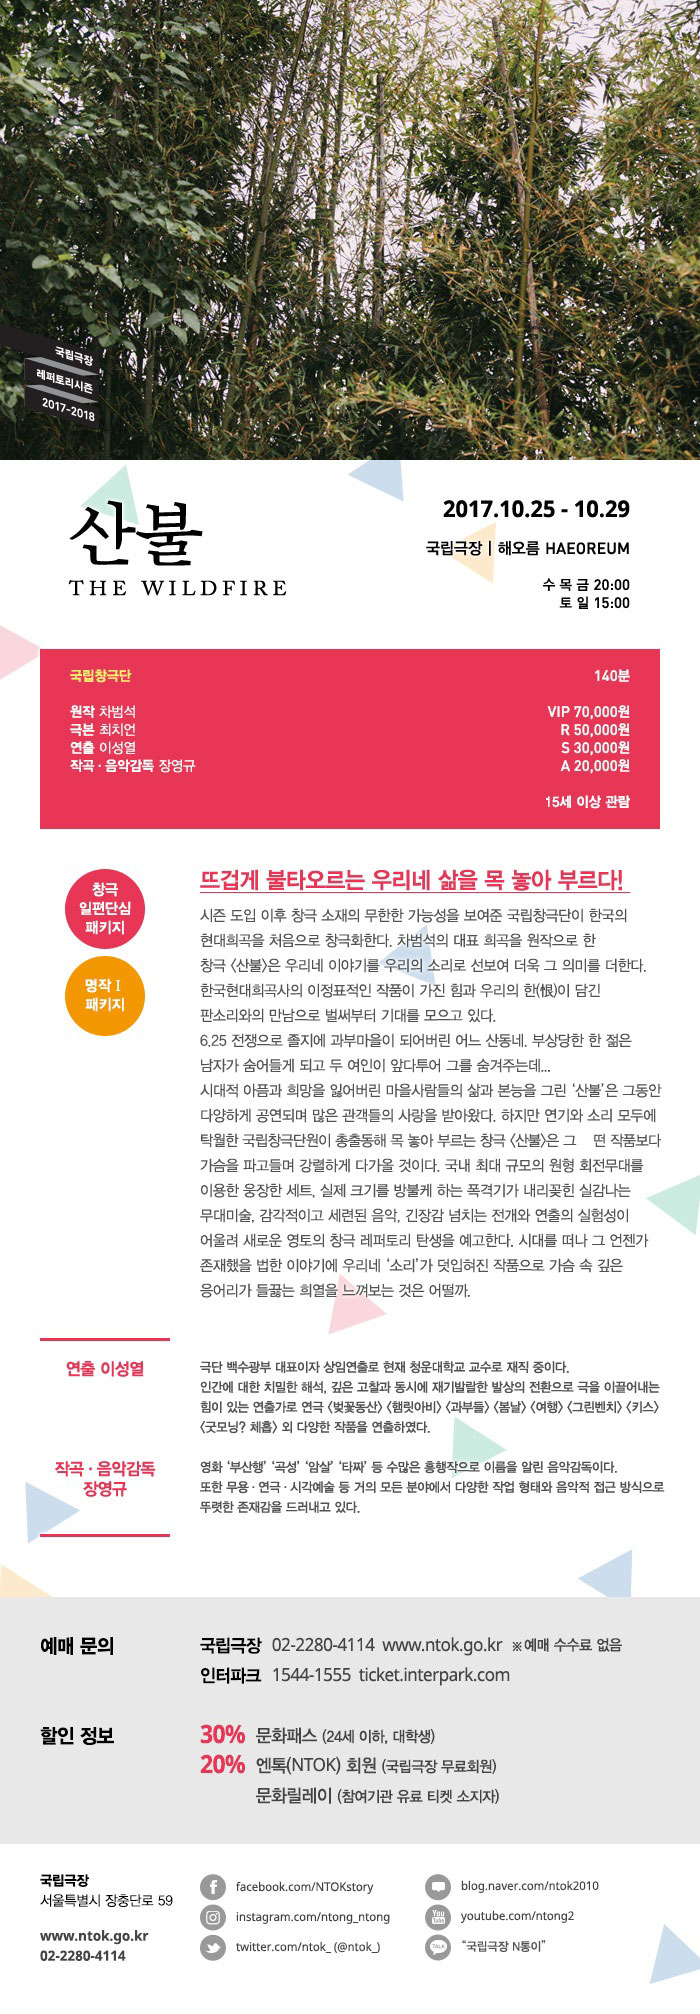 국립극장
레퍼토리시즌
2017-2018
산불
THE WILDFIRE
2017.10.25 - 10.29
국립극장 | 해오름 HAEOREUM
수 목 금 20:00
토 일 15:00
국립창극단
원작 차범석
극본 최치언
연출 이성열
작곡·음악감독 장영규
140분
VIP 70,000원
R 50,000원
S 30,000원
A 20,000원
15세 이상 관람
창극
일편단심
패키지
명작 I
패키지
뜨겁게 불타오르는 우리네 삶을 목 놓아 부르다!
시즌 도입 이후 창극 소재의 무한한 가능성을 보여준 국립창극단이 한국의
현대희곡을 처음으로 창극화한다. 차범석의 대표 희곡을 원작으로 한
창극 〈산불〉은 우리네 이야기를 우리의 소리로 선보여 더욱 그 의미를 더한다.
한국현대희곡사의 이정표적인 작품이 가진 힘과 우리의 한(恨)이 담긴
판소리와의 만남으로 벌써부터 기대를 모으고 있다.
6.25 전쟁으로 졸지에 과부마을이 되어버린 어느 산동네. 부상당한 한 젊은
남자가 숨어들게 되고 두 여인이 앞다투어 그를 숨겨주는데...
시대적 아픔과 희망을 잃어버린 마을사람들의 삶과 본능을 그린 ‘산불’은 그동안
다양하게 공연되며 많은 관객들의 사랑을 받아왔다. 하지만 연기와 소리 모두에
탁월한 국립창극단원이 총출동해 목 놓아 부르는 창극 〈산불〉은 그 떤 작품보다
가슴을 파고들며 강렬하게 다가올 것이다. 국내 최대 규모의 원형 회전무대를
이용한 웅장한 세트, 실제 크기를 방불케 하는 폭격기가 내리꽂힌 실감나는
무대미술, 감각적이고 세련된 음악, 긴장감 넘치는 전개와 연출의 실험성이
어울려 새로운 영토의 창극 레퍼토리 탄생을 예고한다. 시대를 떠나 그 언젠가
존재했을 법한 이야기에 우리네 ‘소리’가 덧입혀진 작품으로 가슴 속 깊은
응어리가 들끓는 희열을 느껴보는 것은 어떨까.
연출 이성열
극단 백수광부 대표이자 상임연출로 현재 청운대학교 교수로 재직 중이다.
인간에 대한 치밀한 해석, 깊은 고찰과 동시에 재기발랄한 발상의 전환으로 극을 이끌어내는
힘이 있는 연출가로 연극 〈벚꽃동산〉 〈햄릿아비〉 〈과부들〉 〈봄날〉 〈여행〉 〈그린벤치〉 〈키스〉
〈굿모닝? 체홉〉 외 다양한 작품을 연출하였다.
작곡·음악감독
장영규
영화 ‘부산행’ ‘곡성’ ‘암살’ ‘타짜’ 등 수많은 흥행작으로 이름을 알린 음악감독이다.
또한 무용·연극·시각예술 등 거의 모든 분야에서 다양한 작업 형태와 음악적 접근 방식으로
뚜렷한 존재감을 드러내고 있다.
예매 문의
국립극장 02-2280-4114 www.ntok.go.kr ※예매 수수료 없음
인터파크 1544-1555 ticket.interpark.com
할인 정보
30% 문화패스 (24세 이하, 대학생)
20% 엔톡(NTOK) 회원 (국립극장 무료회원)
문화릴레이 (참여기관 유료 티켓 소지자)
국립극장
서울특별시 장충단로 59
www.ntok.go.kr
02-2280-4114
facebook.com/NTOKstory
instagram.com/ntong_ntong
twitter.com/ntok_ (@ntok_)
blog.naver.com/ntok2010
You Tube youtube.com/ntong2
TALK “국립극장 N통이”